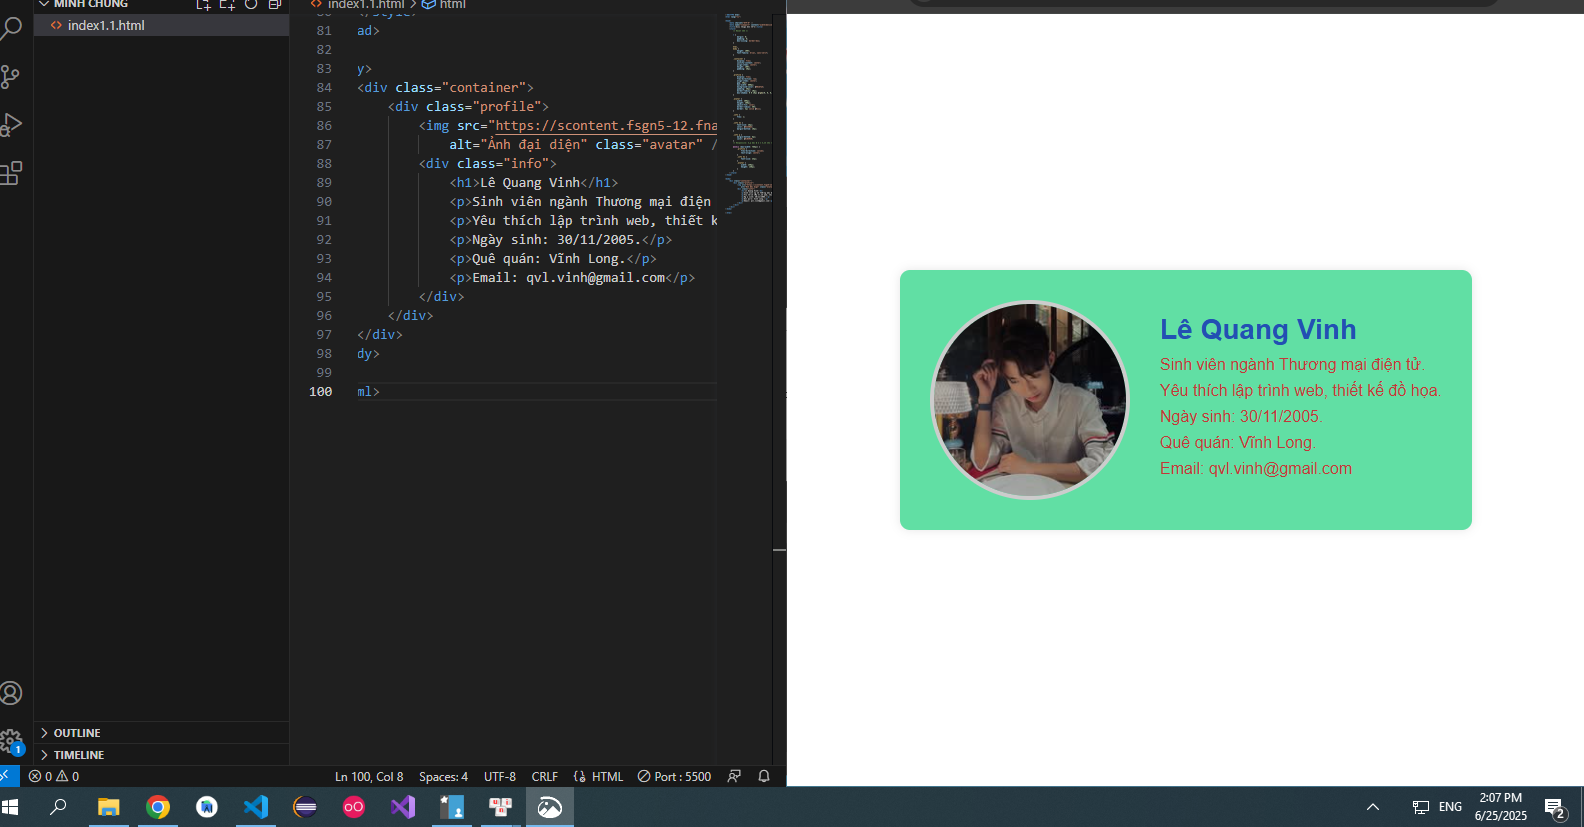 MINH CHUNG
index1.1.html
OUTLINE
TIMELINE
index1.1.html > html
80 </style>
81 ad>
82
83 y>
84 <div class="container">
85 <div class="profile">
86 <img src="https://scontent.fsgn5-12.fna
87 alt="Ảnh đại diện" class="avatar" /
88 <div class="info">
89 <h1>Lê Quang Vinh</h1>
90 <p>Sinh viên ngành Thương mại điện
91 <p>Yêu thích lập trình web, thiết k
92 <p>Ngày sinh: 30/11/2005.</p>
93 <p>Quê quán: Vĩnh Long.</p>
94 <p>Email: qvl.vinh@gmail.com</p>
95 </div>
96 </div>
97 </div>
98 dy>
99
100 ml>
Lê Quang Vinh
Sinh viên ngành Thương mại điện tử.
Yêu thích lập trình web, thiết kế đồ họa.
Ngày sinh: 30/11/2005.
Quê quán: Vĩnh Long.
Email: qvl.vinh@gmail.com
1
0 0 Ln 100, Col 8 Spaces: 4 UTF-8 CRLF HTML Port : 5500
ENG
2:07 PM
6/25/2025
2